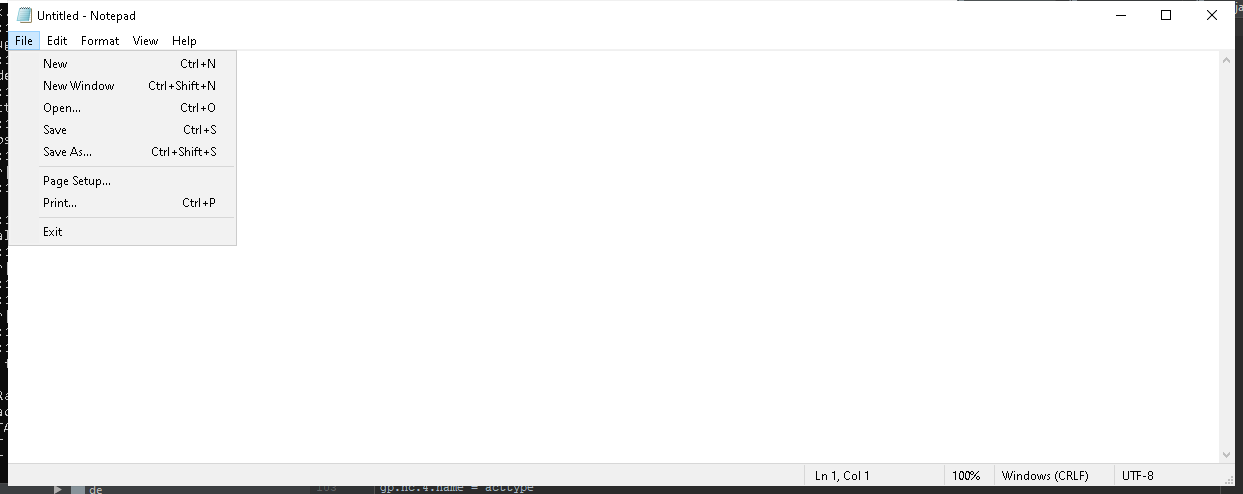 Untitled - Notepad
File Edit Format View Help
New Ctrl+N
New Window Ctrl+Shift+N
Open... Ctrl+O
Save Ctrl+S
Save As... Ctrl+Shift+S
Page Setup...
Print... Ctrl+P
Exit
Ln 1, Col 1 100% Windows (CRLF) UTF-8
de 103 gp.nc.4.name = acctype